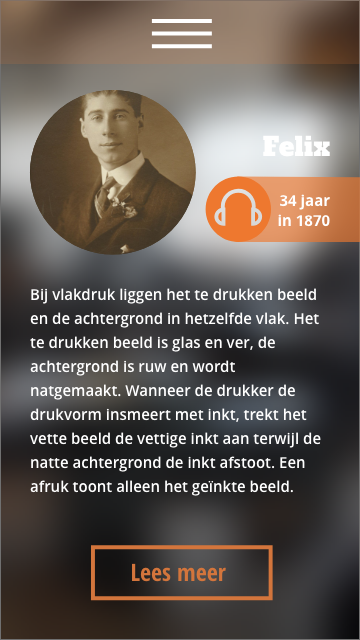 Felix
34 jaar
in 1870
Bij vlakdruk liggen het te drukken beeld
en de achtergrond in hetzelfde vlak. Het
te drukken beeld is glas en ver, de
achtergrond is ruw en wordt
natgemaakt. Wanneer de drukker de
drukvorm insmeert met inkt, trekt het
vette beeld de vettige inkt aan terwijl de
natte achtergrond de inkt afstoot. Een
afruk toont alleen het geïnkte beeld.
Lees meer